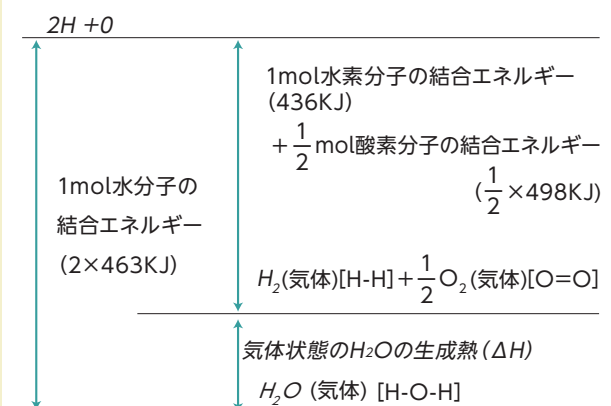 2H +0
1mol水素分子の結合エネルギー
(436KJ)
+1/2 mol酸素分子の結合エネルギー
(1/2×498KJ)
1mol水分子の
結合エネルギー
(2×463KJ)
H₂(気体)[H-H]+1/2 O₂(気体)[O=O]
気体状態のH₂Oの生成熱(ΔH)
H₂O (気体) [H-O-H]